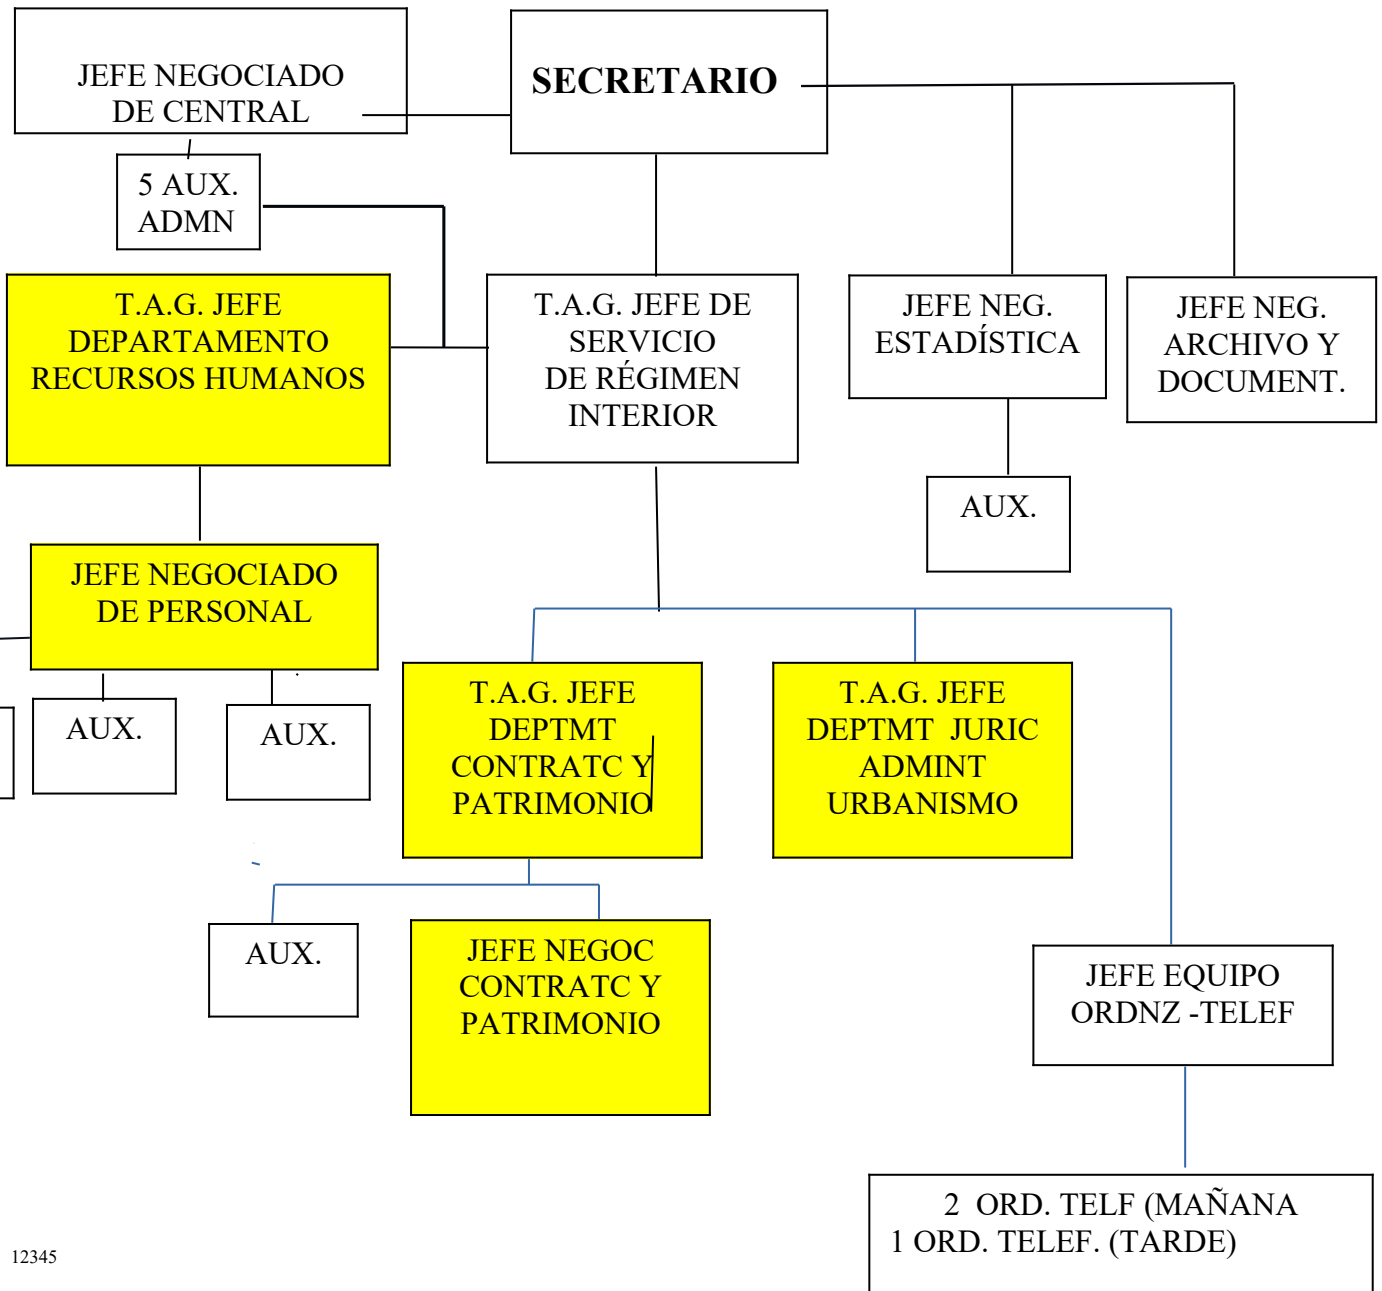 JEFE NEGOCIADO
DE CENTRAL
SECRETARIO
5 AUX.
ADMN
T.A.G. JEFE
DEPARTAMENTO
RECURSOS HUMANOS
T.A.G. JEFE DE
SERVICIO
DE RÉGIMEN
INTERIOR
JEFE NEG.
ESTADÍSTICA
JEFE NEG.
ARCHIVO Y
DOCUMENT.
AUX.
JEFE NEGOCIADO
DE PERSONAL
AUX.
AUX.
T.A.G. JEFE
DEPTMT
CONTRATC Y
PATRIMONIO
T.A.G. JEFE
DEPTMT JURIC
ADMINT
URBANISMO
AUX.
JEFE NEGOC
CONTRATC Y
PATRIMONIO
JEFE EQUIPO
ORDNZ -TELEF
2 ORD. TELF (MAÑANA
1 ORD. TELEF. (TARDE)
12345